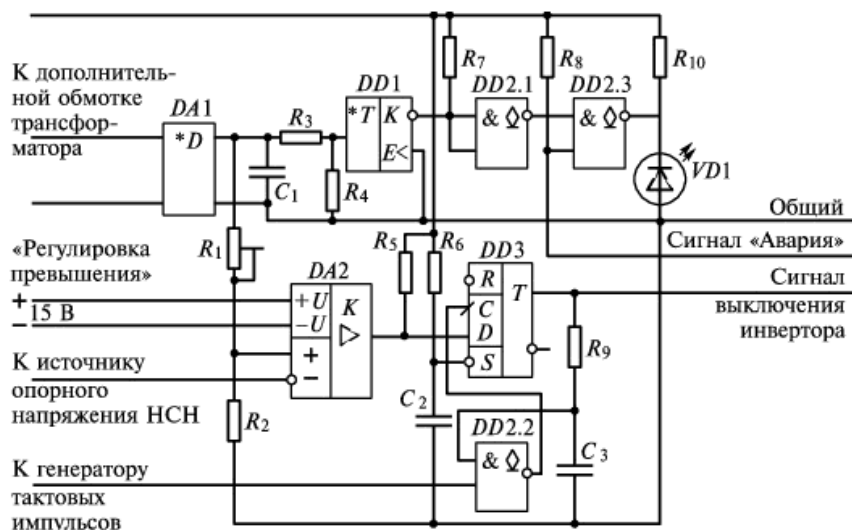 К дополнитель-
ной обмотке
трансфор-
матора
DA1
*D
R3
C1
R4
DD1
*T K
E<
R7
DD2.1
& ◊
R8
DD2.3
& ◊
R10
VD1
Общий
Сигнал «Авария»
Сигнал
выключения
инвертора
«Регулировка
превышения»
R1
+
15 В
−
К источнику
опорного
напряжения НСН
R2
DA2
+U K
−U ▷
+
−
R5
R6
DD3
R T
C
D
S
R9
C2
DD2.2
& ◊
C3
К генератору
тактовых
импульсов